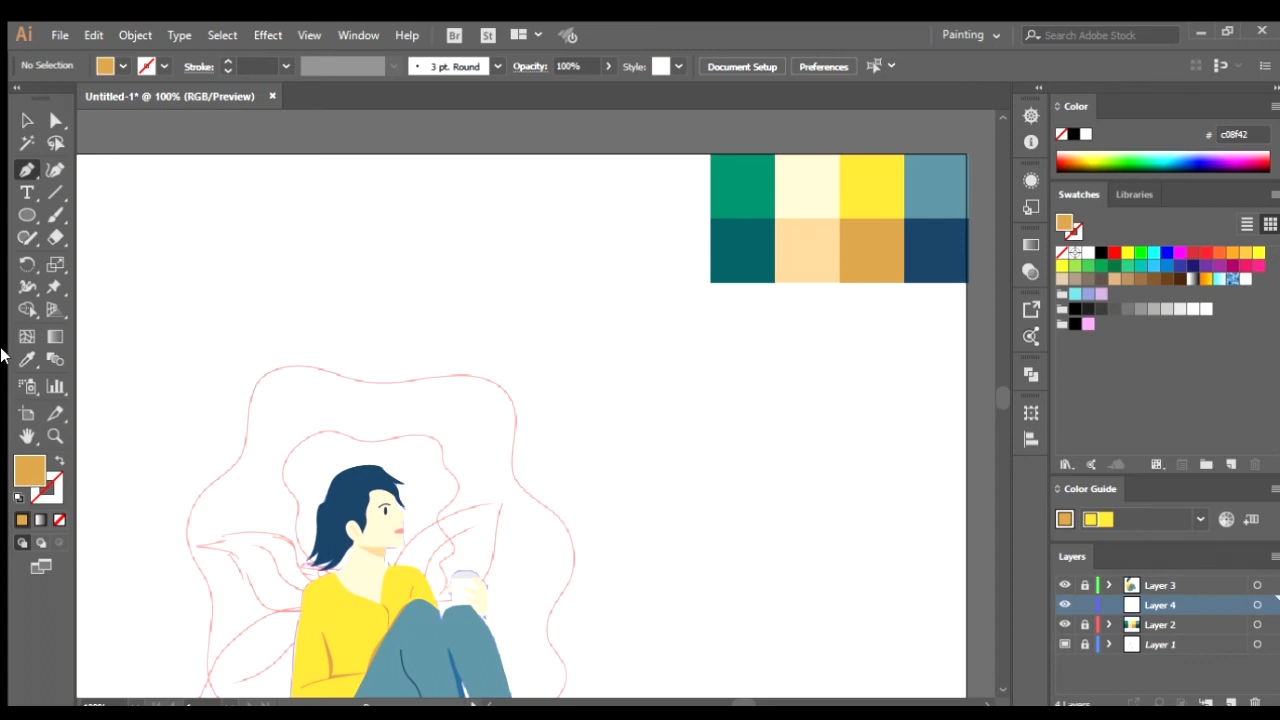 Ai File Edit Object Type Select Effect View Window Help Br St Painting Search Adobe Stock
No Selection Stroke: 3 pt. Round Opacity: 100% Style: Document Setup Preferences
Untitled-1* @ 100% (RGB/Preview) ×
Color
# c08f42
Swatches Libraries
Color Guide
Layers
Layer 3
Layer 4
Layer 2
Layer 1
4 Layers